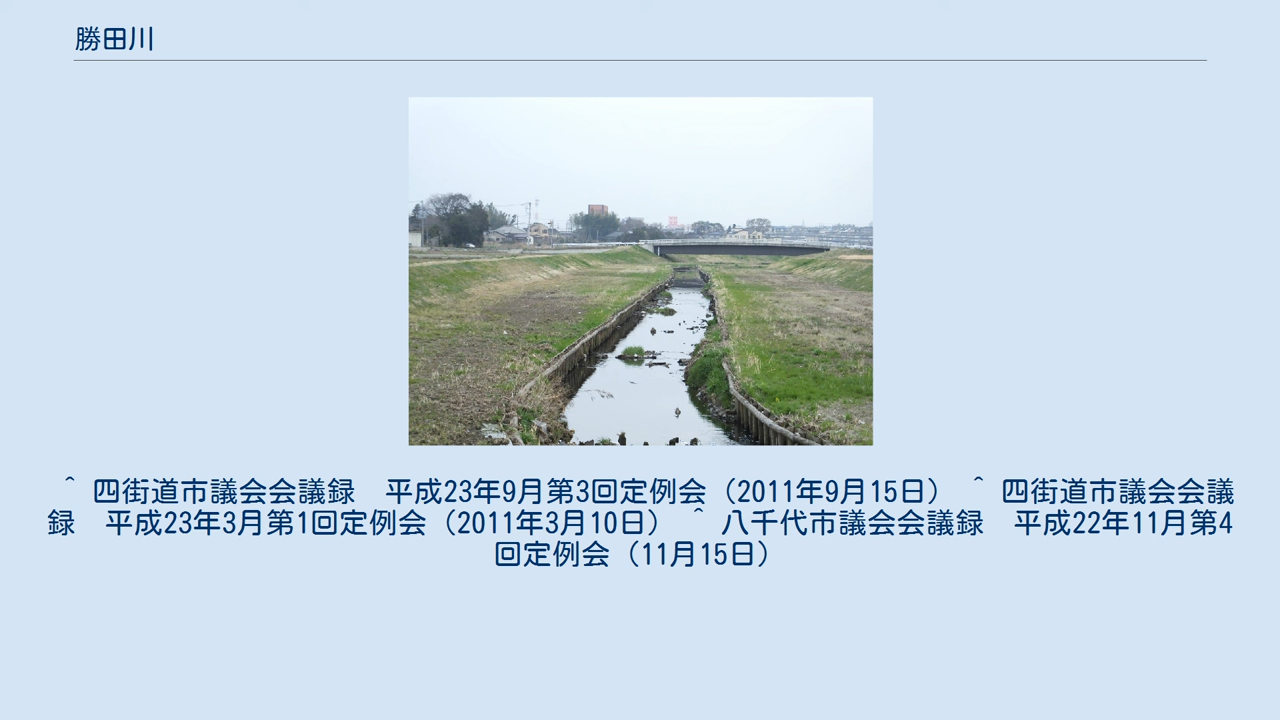 勝田川
^ 四街道市議会会議録　平成23年9月第3回定例会（2011年9月15日） ^ 四街道市議会会議
録　平成23年3月第1回定例会（2011年3月10日） ^ 八千代市議会会議録　平成22年11月第4
回定例会（11月15日）